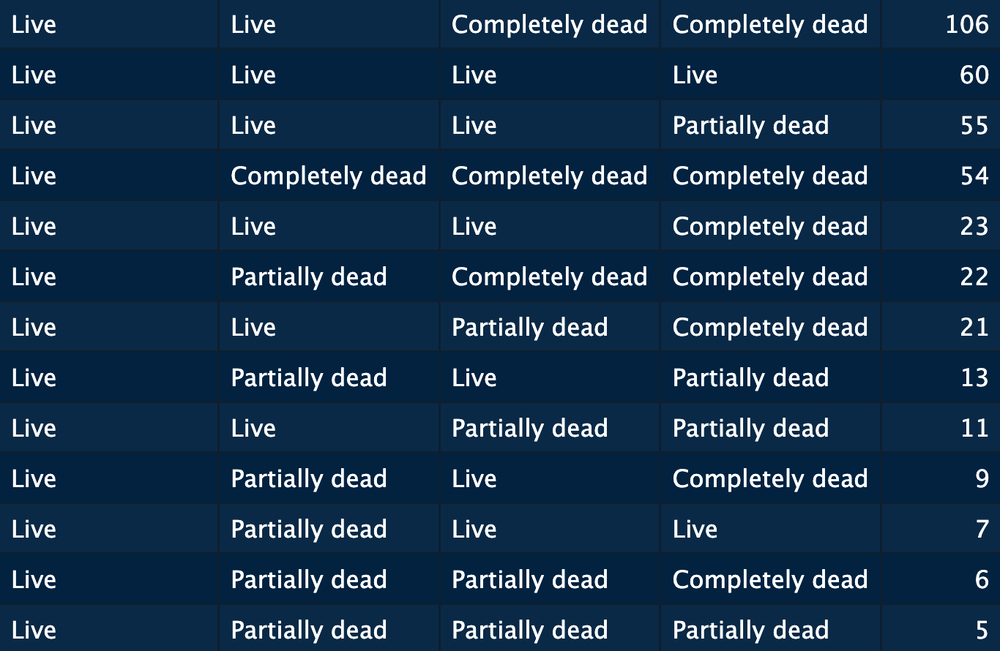 Live Live Completely dead Completely dead 106
Live Live Live Live 60
Live Live Live Partially dead 55
Live Completely dead Completely dead Completely dead 54
Live Live Live Completely dead 23
Live Partially dead Completely dead Completely dead 22
Live Live Partially dead Completely dead 21
Live Partially dead Live Partially dead 13
Live Live Partially dead Partially dead 11
Live Partially dead Live Completely dead 9
Live Partially dead Live Live 7
Live Partially dead Partially dead Completely dead 6
Live Partially dead Partially dead Partially dead 5